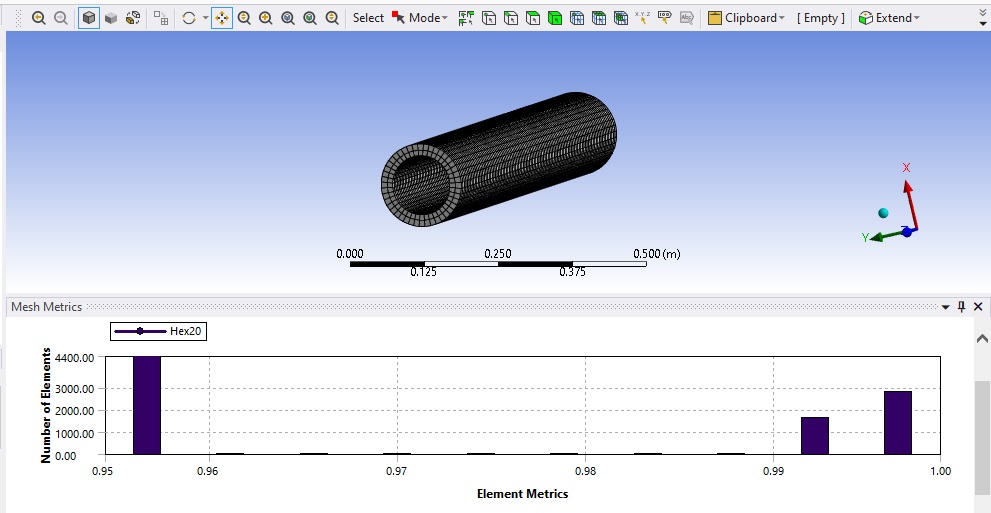 Select Mode X.Y.Z Abc Clipboard [ Empty ] Extend
X
Y
0.000 0.250 0.500 (m)
0.125 0.375
Mesh Metrics
Hex20
Number of Elements
4400.00
3000.00
2000.00
1000.00
0.00
0.95 0.96 0.97 0.98 0.99 1.00
Element Metrics